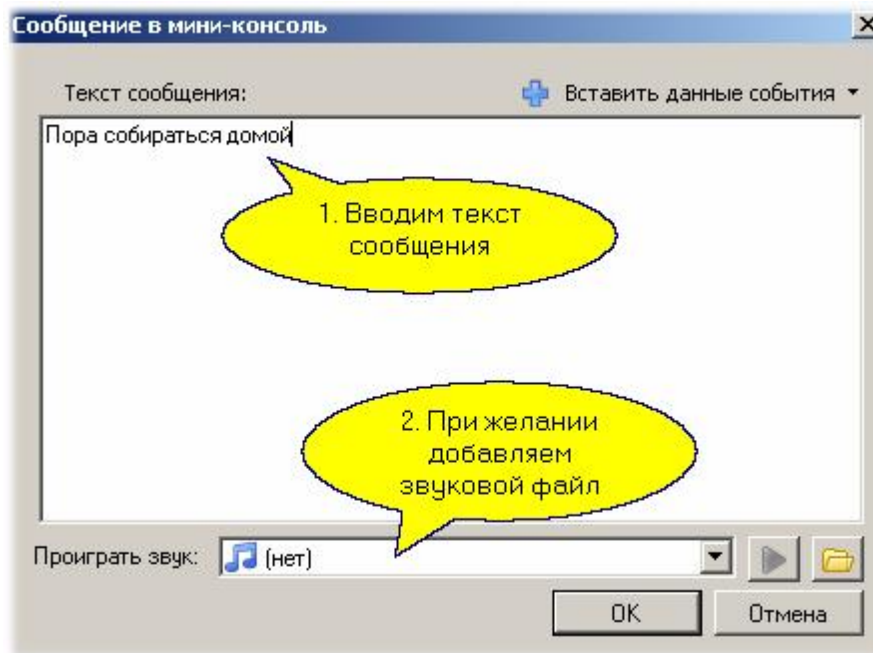 Сообщение в мини-консоль
Текст сообщения:
Вставить данные события
Пора собираться домой
1. Вводим текст
сообщения
2. При желании
добавляем
звуковой файл
Проиграть звук:
(нет)
OK
Отмена